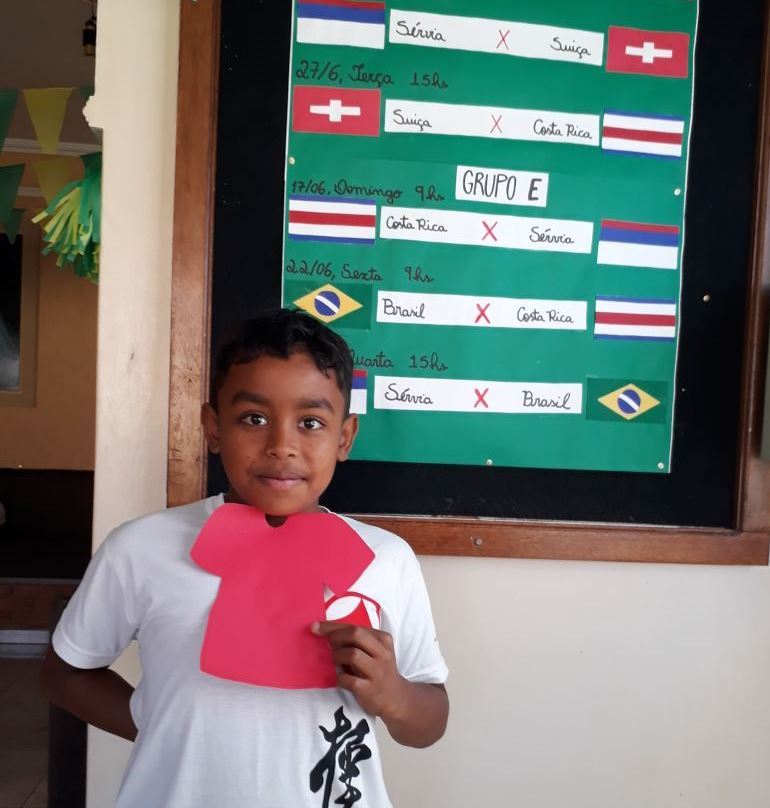 Sérvia X Suiça
27/6, Terça 15hs
Suiça X Costa Rica
GRUPO E
17/06, Domingo 9hs
Costa Rica X Sérvia
22/06, Sexta 9hs
Brasil X Costa Rica
uarta 15hs
Sérvia X Brasil